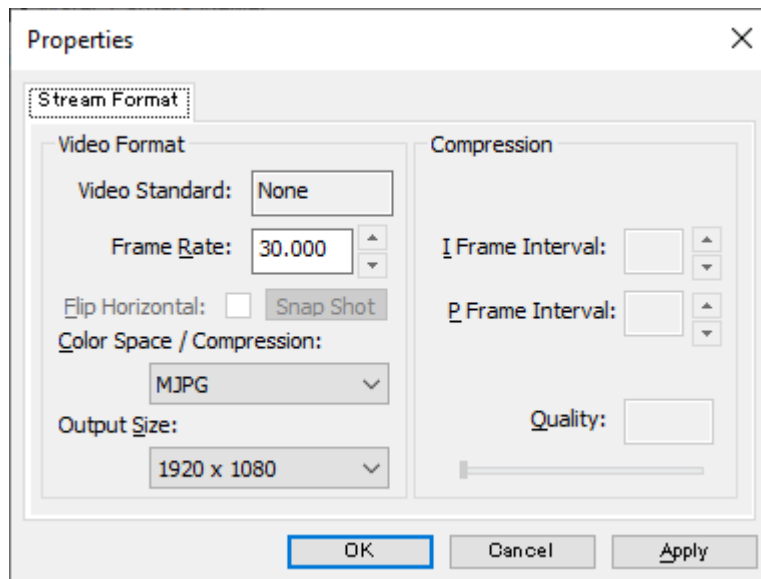 Properties
Stream Format
Video Format
Video Standard: None
Frame Rate: 30.000
Flip Horizontal: Snap Shot
Color Space / Compression:
MJPG
Output Size:
1920 x 1080
Compression
I Frame Interval:
P Frame Interval:
Quality:
OK Cancel Apply